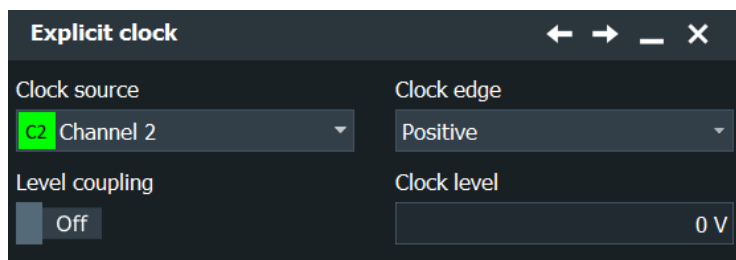 Explicit clock
Clock source Clock edge
C2 Channel 2 Positive
Level coupling Clock level
Off 0 V